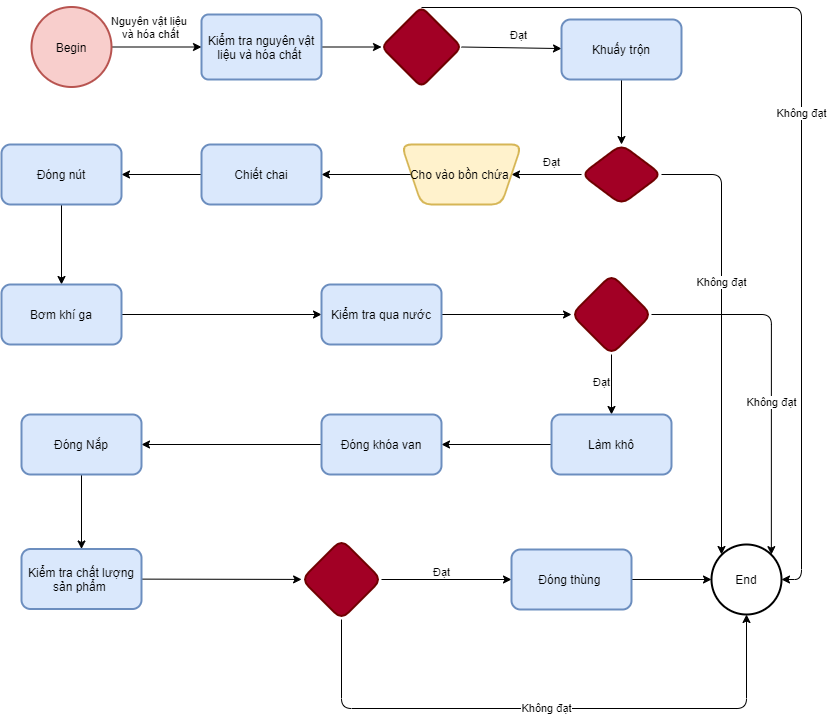 Begin
Nguyên vật liệu
và hóa chất
Kiểm tra nguyên vật
liệu và hóa chất
Đạt
Khuấy trộn
Không đạt
Đóng nút
Chiết chai
Cho vào bồn chứa
Đạt
Không đạt
Bơm khí ga
Kiểm tra qua nước
Đạt
Không đạt
Đóng Nắp
Đóng khóa van
Làm khô
Kiểm tra chất lượng
sản phẩm
Đạt
Đóng thùng
End
Không đạt